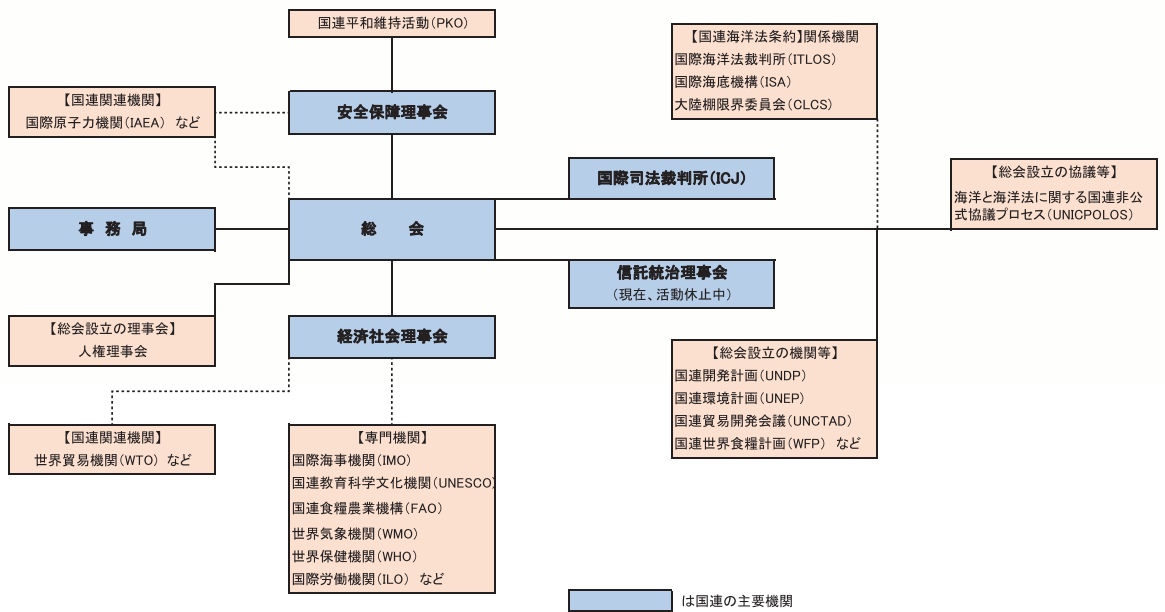 国連平和維持活動(PKO)
【国連海洋法条約】関係機関
国際海洋法裁判所(ITLOS)
国際海底機構(ISA)
大陸棚限界委員会(CLCS)
【国連関連機関】
国際原子力機関(IAEA) など
安全保障理事会
国際司法裁判所(ICJ)
【総会設立の協議等】
海洋と海洋法に関する国連非公
式協議プロセス(UNICPOLOS)
事 務 局
総 会
信託統治理事会
(現在、活動休止中)
【総会設立の理事会】
人権理事会
経済社会理事会
【総会設立の機関等】
国連開発計画(UNDP)
国連環境計画(UNEP)
国連貿易開発会議(UNCTAD)
国連世界食糧計画(WFP) など
【国連関連機関】
世界貿易機関(WTO) など
【専門機関】
国際海事機関(IMO)
国連教育科学文化機関(UNESCO)
国連食糧農業機構(FAO)
世界気象機関(WMO)
世界保健機関(WHO)
国際労働機関(ILO) など
は国連の主要機関